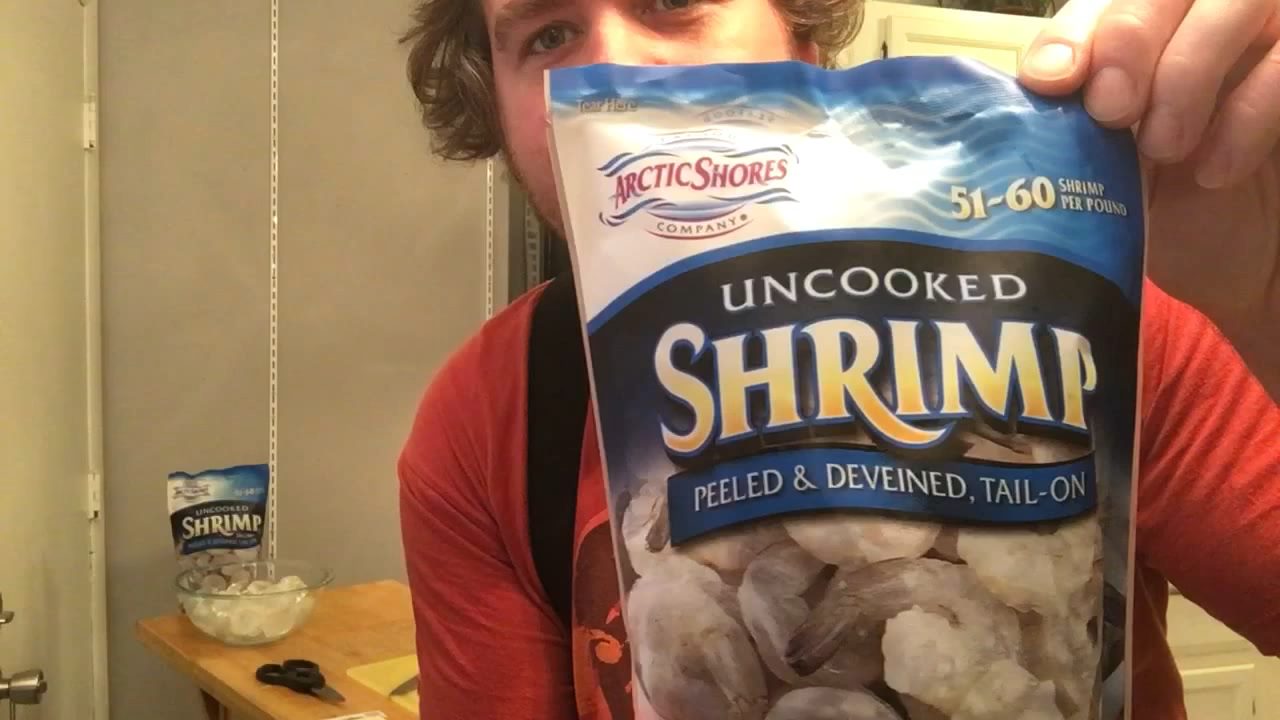 Tear Here
ARCTIC SHORES
COMPANY
51-60 SHRIMP
PER POUND
UNCOOKED
SHRIMP
PEELED & DEVEINED, TAIL-ON
UNCOOKED
SHRIMP